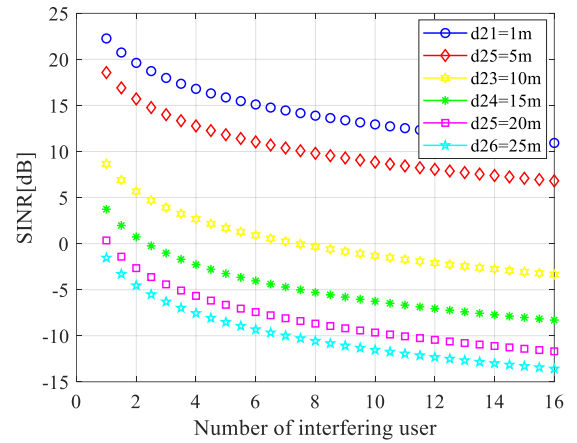 25
20
15
10
5
0
-5
-10
-15
SINR[dB]
0 2 4 6 8 10 12 14 16
Number of interfering user
d21=1m
d25=5m
d23=10m
d24=15m
d25=20m
d26=25m